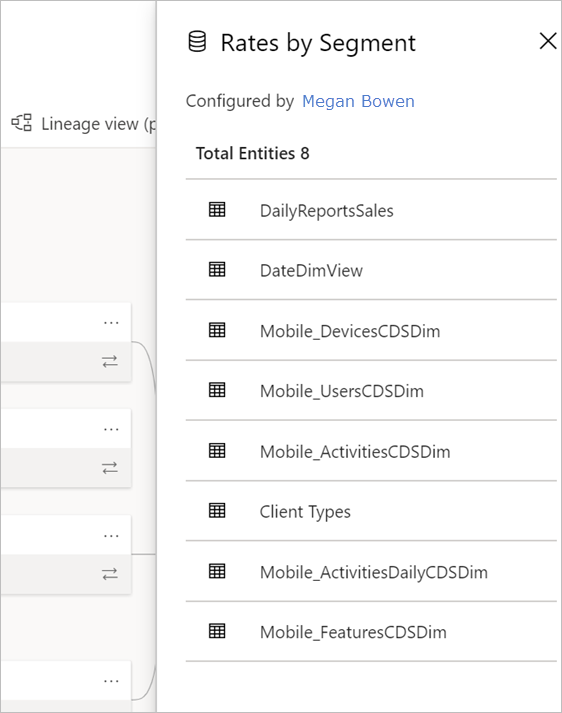 Rates by Segment
Configured by Megan Bowen
Lineage view (p
Total Entities 8
DailyReportsSales
DateDimView
Mobile_DevicesCDSDim
Mobile_UsersCDSDim
Mobile_ActivitiesCDSDim
Client Types
Mobile_ActivitiesDailyCDSDim
Mobile_FeaturesCDSDim